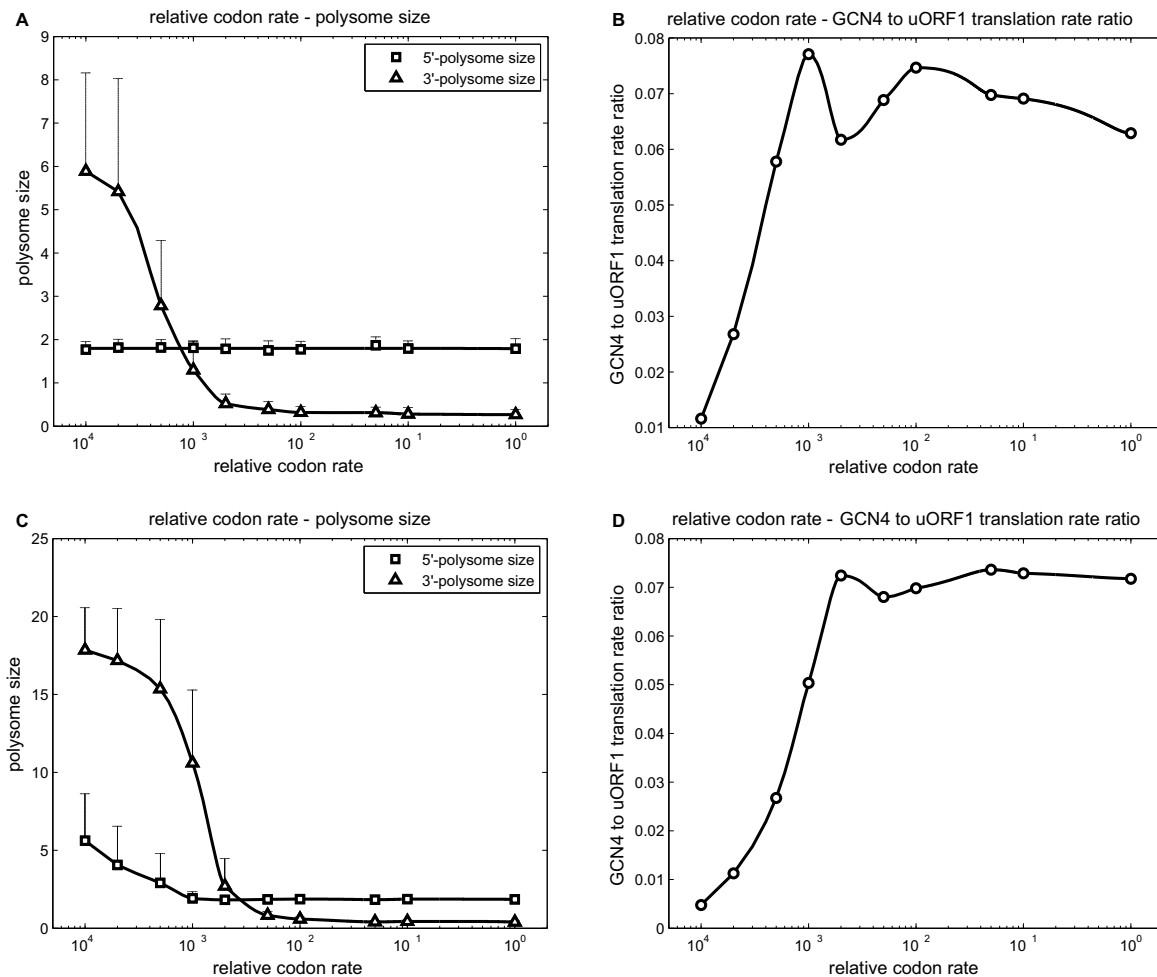 A
relative codon rate - polysome size
9
8
7
6
5
4
3
2
1
0
polysome size
5'-polysome size
3'-polysome size
10^4 10^3 10^2 10^1 10^0
relative codon rate
B
relative codon rate - GCN4 to uORF1 translation rate ratio
0.08
0.07
0.06
0.05
0.04
0.03
0.02
0.01
GCN4 to uORF1 translation rate ratio
10^4 10^3 10^2 10^1 10^0
relative codon rate
C
relative codon rate - polysome size
25
20
15
10
5
0
polysome size
5'-polysome size
3'-polysome size
10^4 10^3 10^2 10^1 10^0
relative codon rate
D
relative codon rate - GCN4 to uORF1 translation rate ratio
0.08
0.07
0.06
0.05
0.04
0.03
0.02
0.01
0
GCN4 to uORF1 translation rate ratio
10^4 10^3 10^2 10^1 10^0
relative codon rate